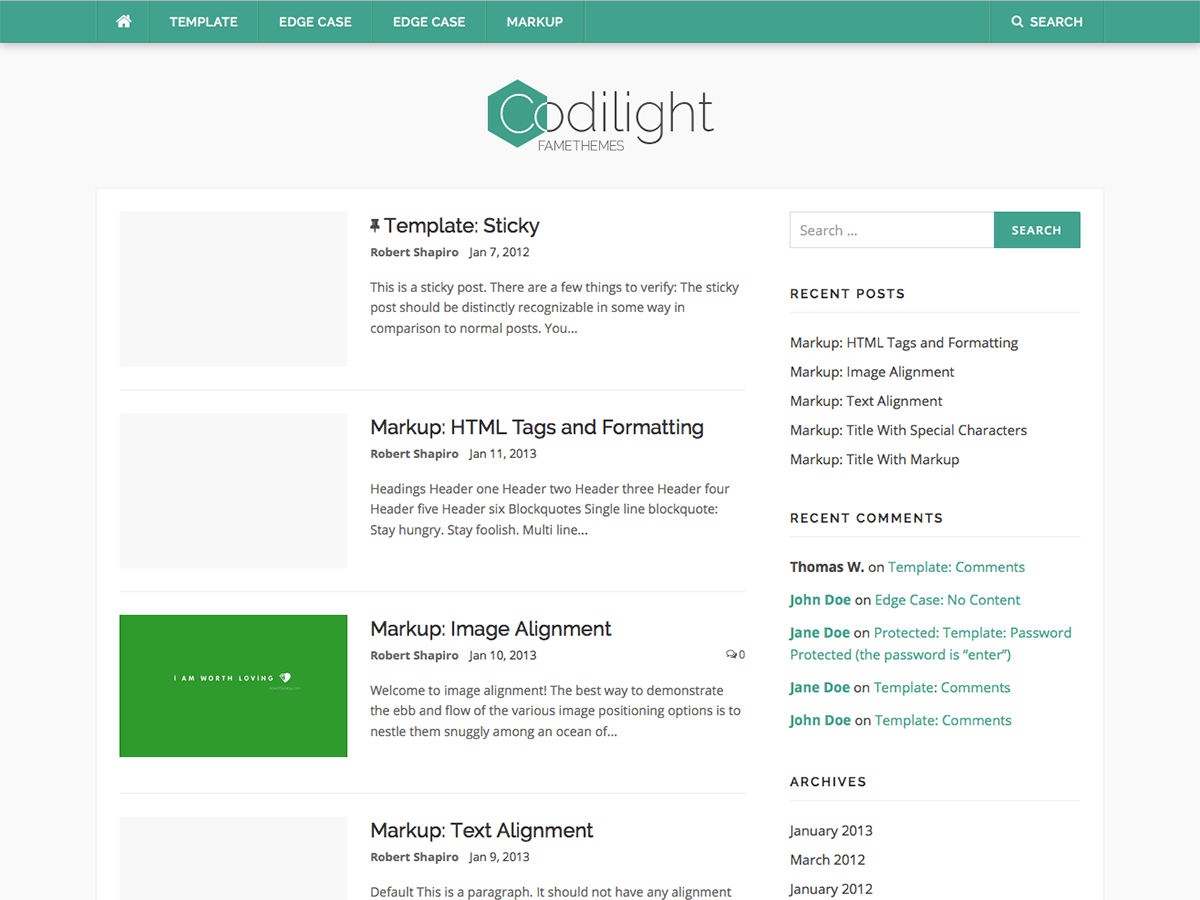 TEMPLATE
EDGE CASE
EDGE CASE
MARKUP
SEARCH
Codilight
FAMETHEMES
Template: Sticky
Robert Shapiro Jan 7, 2012
This is a sticky post. There are a few things to verify: The sticky
post should be distinctly recognizable in some way in
comparison to normal posts. You...
Markup: HTML Tags and Formatting
Robert Shapiro Jan 11, 2013
Headings Header one Header two Header three Header four
Header five Header six Blockquotes Single line blockquote:
Stay hungry. Stay foolish. Multi line...
I AM WORTH LOVING
Markup: Image Alignment
Robert Shapiro Jan 10, 2013 0
Welcome to image alignment! The best way to demonstrate
the ebb and flow of the various image positioning options is to
nestle them snuggly among an ocean of...
Markup: Text Alignment
Robert Shapiro Jan 9, 2013
Default This is a paragraph. It should not have any alignment
Search ...
SEARCH
RECENT POSTS
Markup: HTML Tags and Formatting
Markup: Image Alignment
Markup: Text Alignment
Markup: Title With Special Characters
Markup: Title With Markup
RECENT COMMENTS
Thomas W. on Template: Comments
John Doe on Edge Case: No Content
Jane Doe on Protected: Template: Password
Protected (the password is “enter”)
Jane Doe on Template: Comments
John Doe on Template: Comments
ARCHIVES
January 2013
March 2012
January 2012